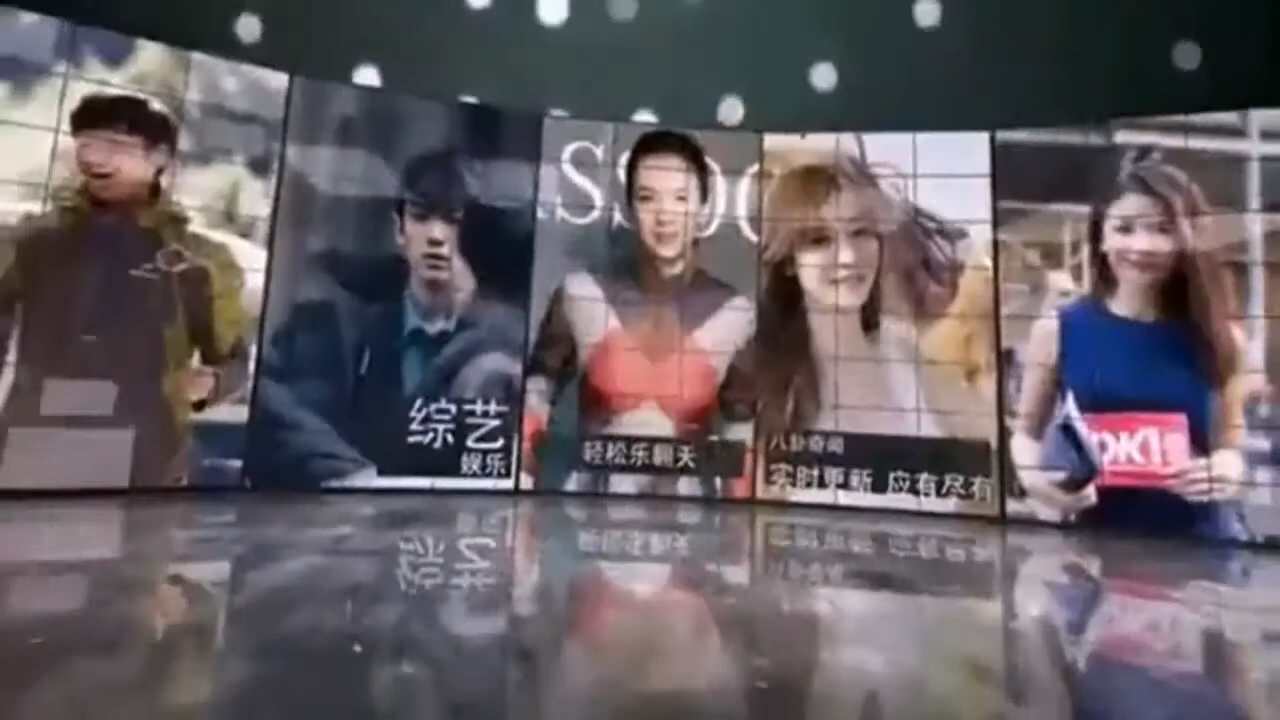 综艺
娱乐
轻松乐翻天
八卦奇闻
实时更新 应有尽有